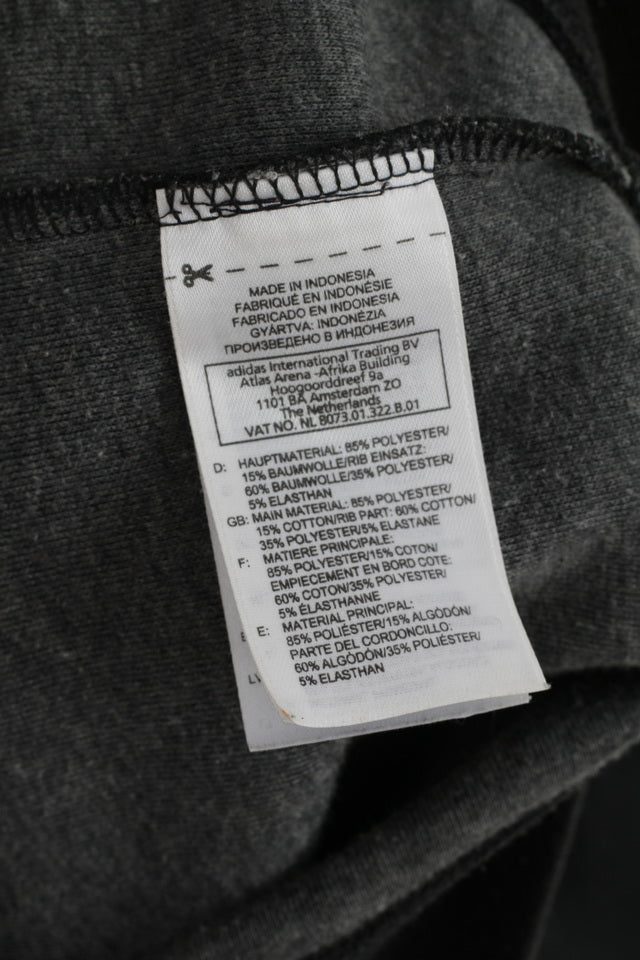 MADE IN INDONESIA
FABRIQUÉ EN INDONÉSIE
FABRICADO EN INDONESIA
GYÁRTVA: INDONÉZIA
ПРОИЗВЕДЕНО В ИНДОНЕЗИЯ
adidas International Trading BV
Atlas Arena -Afrika Building
Hoogoorddreef 9a
1101 BA Amsterdam ZO
The Netherlands
VAT NO. NL 8073.01.322.B.01
D: HAUPTMATERIAL: 85% POLYESTER/
15% BAUMWOLLE/RIB EINSATZ:
60% BAUMWOLLE/35% POLYESTER/
5% ELASTHAN
GB: MAIN MATERIAL: 85% POLYESTER/
15% COTTON/RIB PART: 60% COTTON/
35% POLYESTER/5% ELASTANE
F: MATIERE PRINCIPALE:
85% POLYESTER/15% COTON/
EMPIECEMENT EN BORD COTE:
60% COTON/35% POLYESTER/
5% ÉLASTHANNE
E: MATERIAL PRINCIPAL:
85% POLIÉSTER/15% ALGODÓN/
PARTE DEL CORDONCILLO:
60% ALGODÓN/35% POLIÉSTER/
5% ELASTHAN
LV